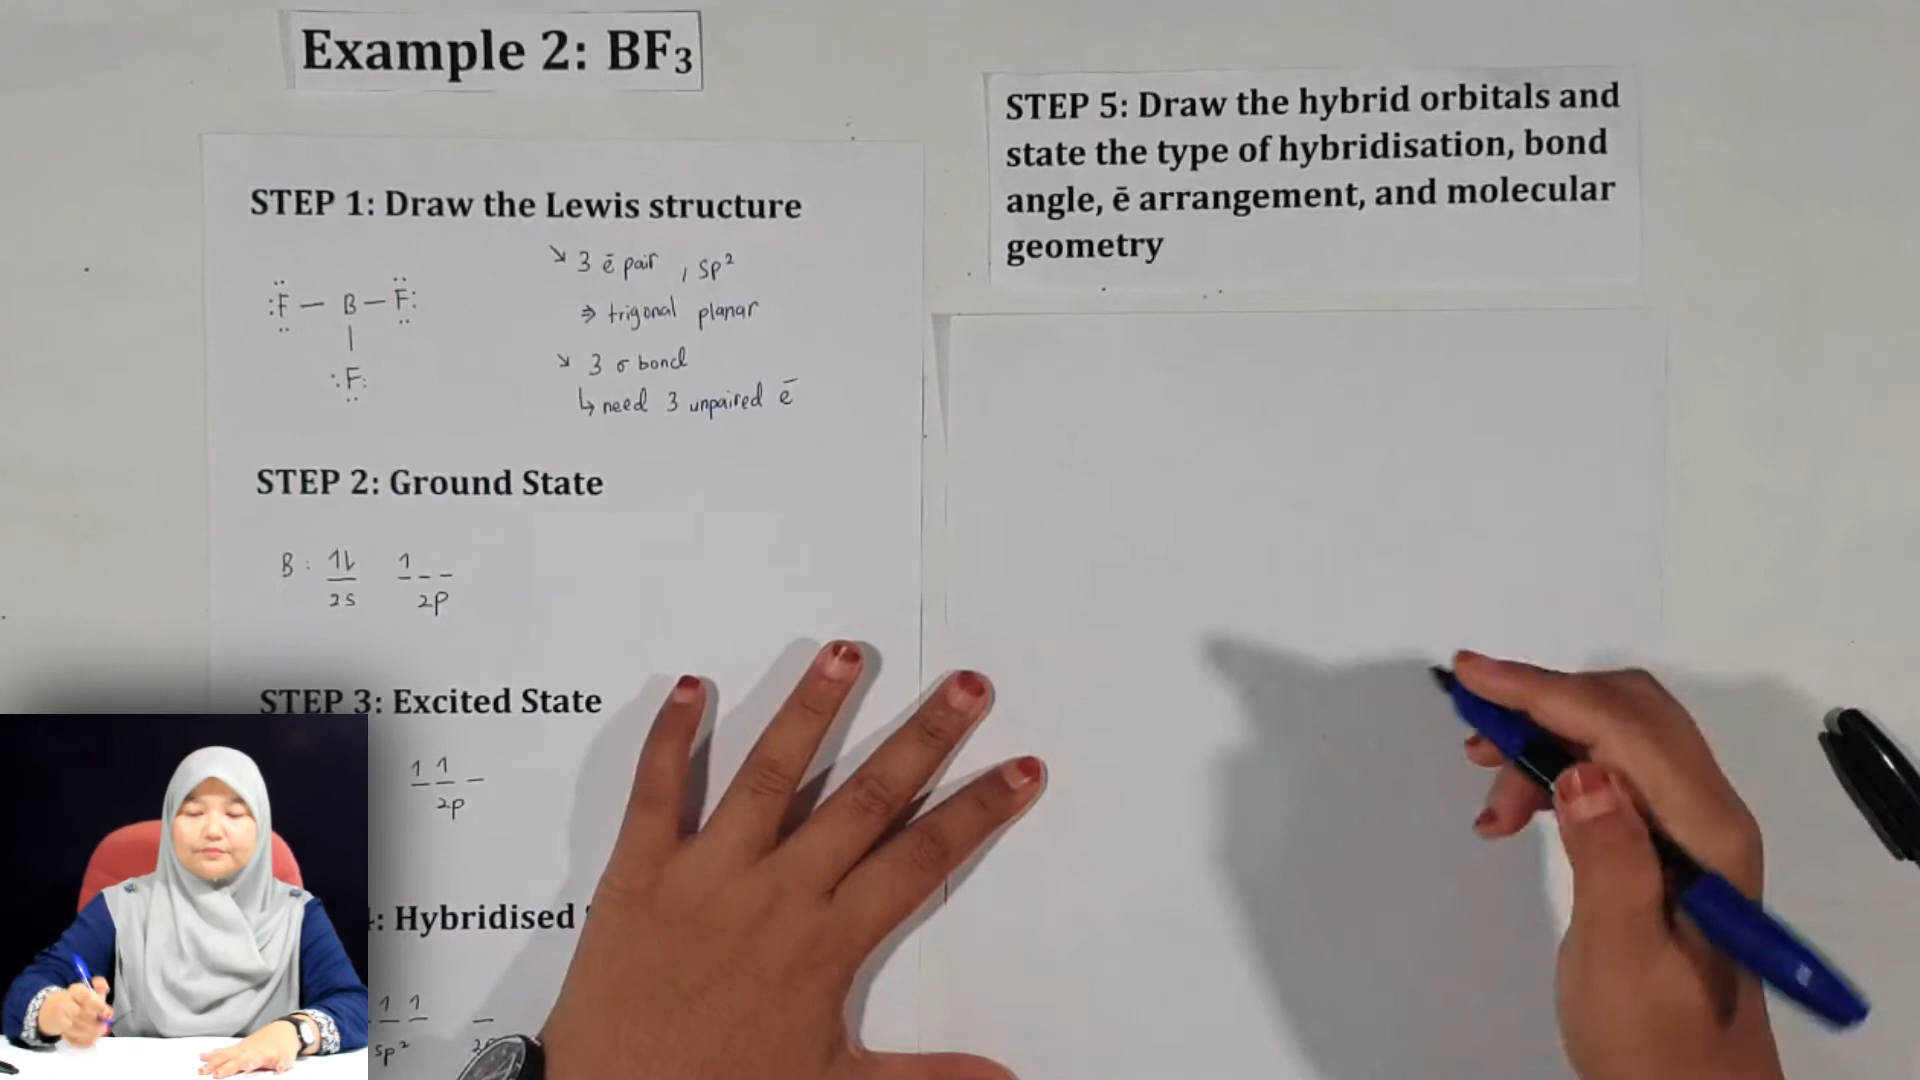 Example 2: BF₃
STEP 1: Draw the Lewis structure
:F — B — F:
F:
↘ 3 ē pair , sp²
⇒ trigonal planar
↘ 3 σ bond
↳ need 3 unpaired ē
STEP 2: Ground State
B : 1l 1
2s 2p
STEP 3: Excited State
1 1
2p
4: Hybridised
1 1
sp²
STEP 5: Draw the hybrid orbitals and
state the type of hybridisation, bond
angle, ē arrangement, and molecular
geometry